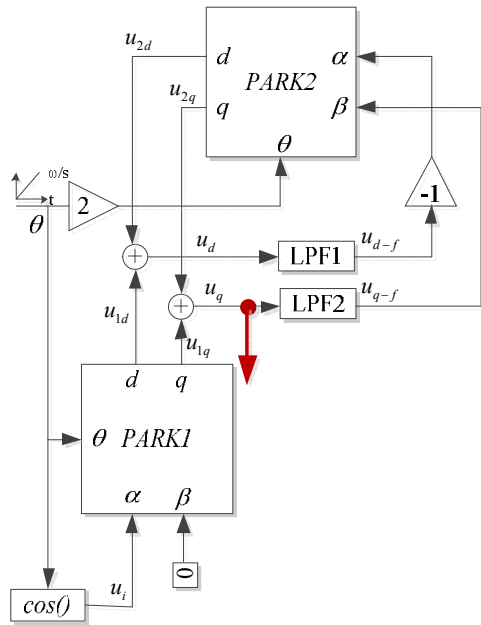 u2d
d
α
PARK2
u2q
q
β
θ
ω/s
t
2
-1
θ
+
ud
LPF1
ud-f
+
uq
LPF2
uq-f
u1d
u1q
d
q
θ PARK1
α
β
0
cos()
ui